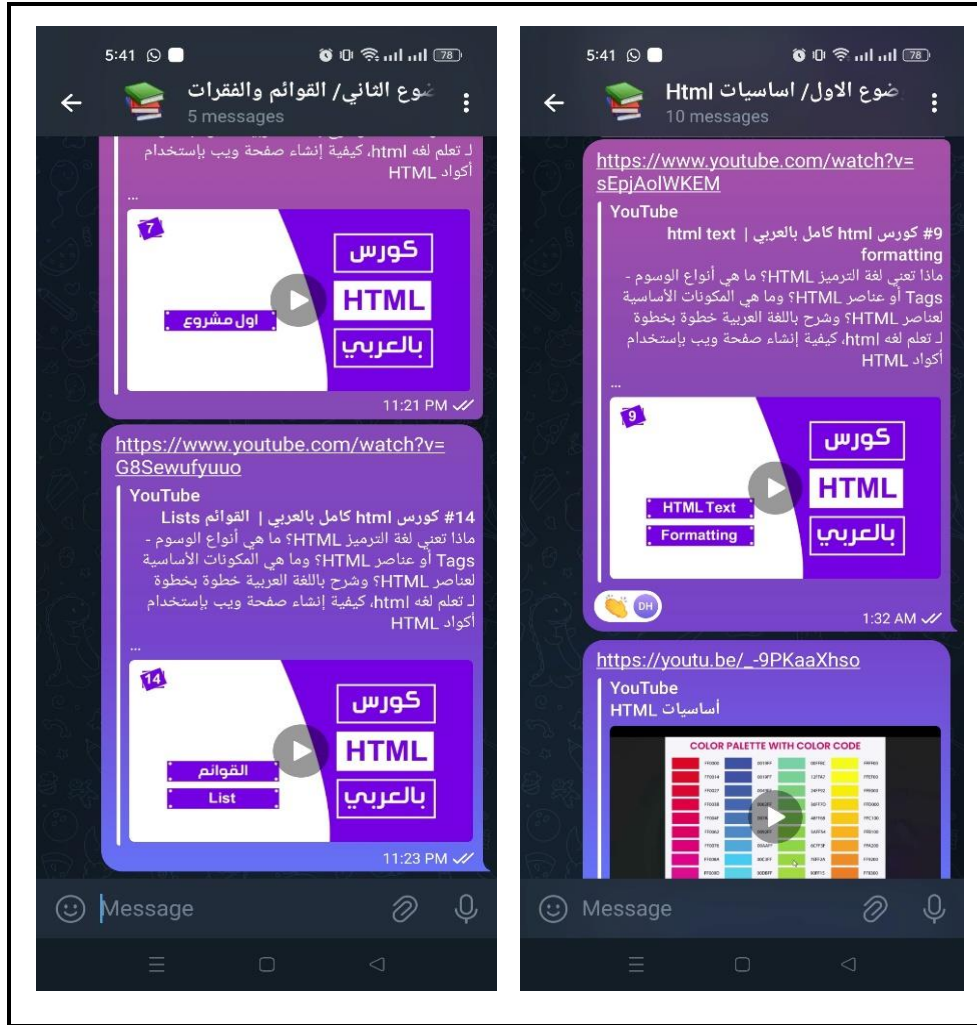 5:41
78
ضوع الثاني/ القوائم والفقرات
5 messages
لـ تعلم لغه html، كيفية إنشاء صفحة ويب بإستخدام
أكواد HTML
...
7
كورس
HTML
بالعربي
اول مشروع
11:21 PM
https://www.youtube.com/watch?v=
G8Sewufyuuo
YouTube
#14 كورس html كامل بالعربي | القوائم Lists
ماذا تعني لغة الترميز HTML؟ ما هي أنواع الوسوم -
Tags أو عناصر HTML؟ وما هي المكونات الأساسية
لعناصر HTML؟ وشرح باللغة العربية خطوة بخطوة
لـ تعلم لغه html، كيفية إنشاء صفحة ويب بإستخدام
أكواد HTML
...
14
كورس
HTML
بالعربي
القوائم
List
11:23 PM
Message
5:41
78
ضوع الاول/ اساسيات Html
10 messages
https://www.youtube.com/watch?v=
sEpjAolWKEM
YouTube
#9 كورس html كامل بالعربي | html text
formatting
ماذا تعني لغة الترميز HTML؟ ما هي أنواع الوسوم -
Tags أو عناصر HTML؟ وما هي المكونات الأساسية
لعناصر HTML؟ وشرح باللغة العربية خطوة بخطوة
لـ تعلم لغه html، كيفية إنشاء صفحة ويب بإستخدام
أكواد HTML
...
9
كورس
HTML
بالعربي
HTML Text
Formatting
DH
1:32 AM
https://youtu.be/_-9PKaaXhso
YouTube
أساسيات HTML
COLOR PALETTE WITH COLOR CODE
Message